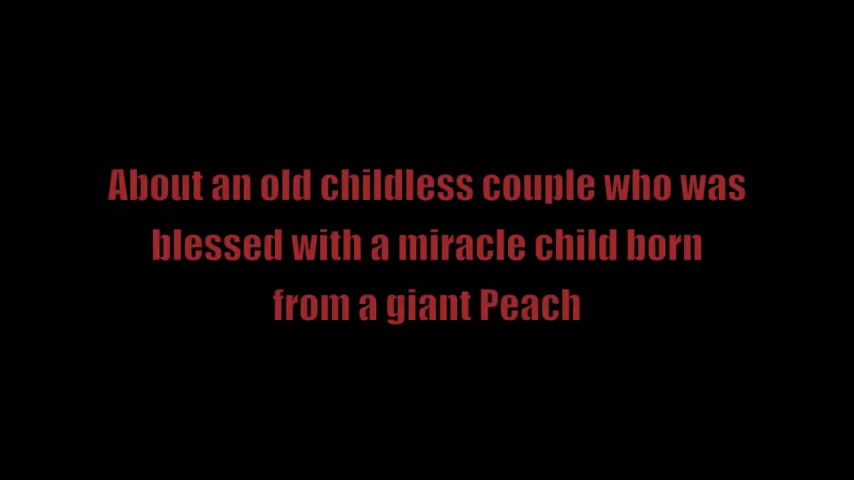 About an old childless couple who was
blessed with a miracle child born
from a giant Peach